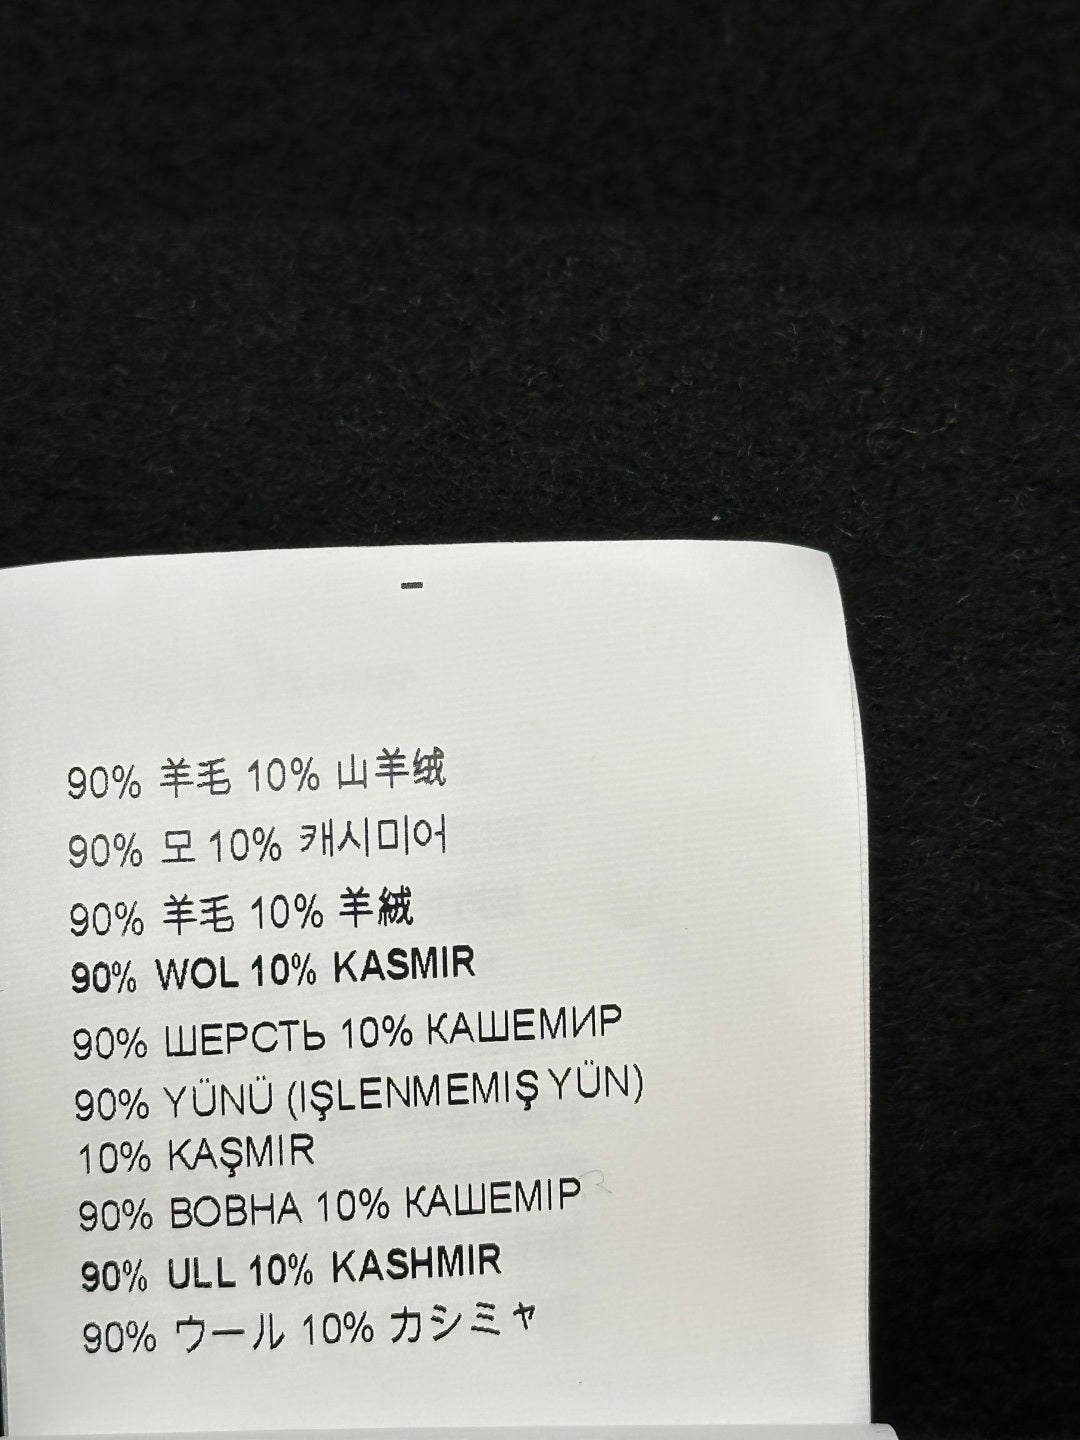 -
90% 羊毛 10% 山羊绒
90% 모 10% 캐시미어
90% 羊毛 10% 羊絨
90% WOL 10% KASMIR
90% ШЕРСТЬ 10% КАШЕМИР
90% YÜNÜ (IŞLENMEMIŞ YÜN)
10% KAŞMIR
90% ВОВНА 10% КАШЕМІР
90% ULL 10% KASHMIR
90% ウール 10% カシミャ